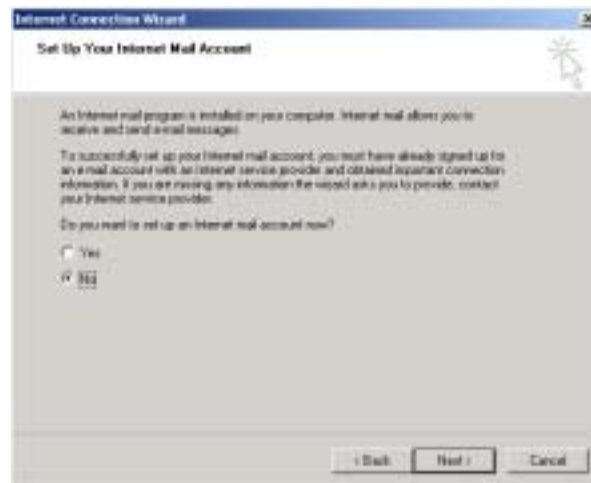 Internet Connection Wizard
Set Up Your Internet Mail Account
An Internet mail program is installed on your computer. Internet mail allows you to
receive and send e-mail messages.
To successfully set up your Internet mail account, you must have already signed up for
an e-mail account with an Internet service provider and obtained important connection
information. If you are missing any information the wizard asks you to provide, contact
your Internet service provider.
Do you want to set up an Internet mail account now?
Yes
No
< Back Next > Cancel